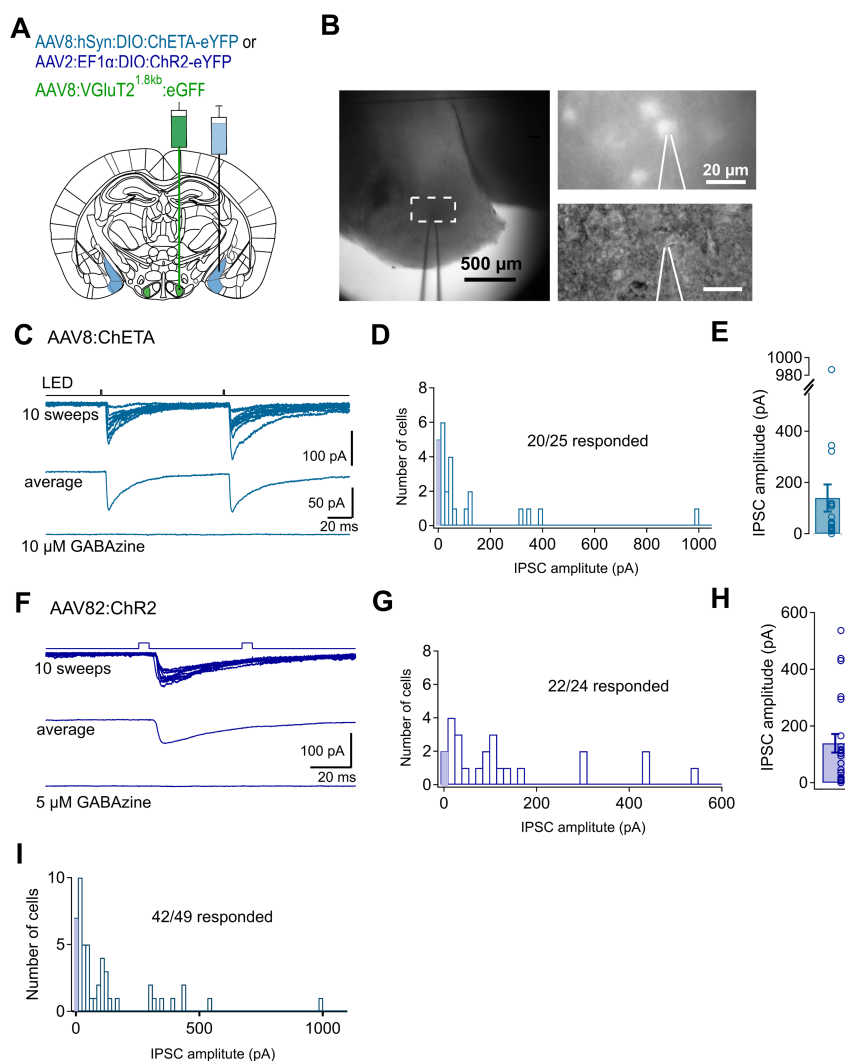 A
AAV8:hSyn:DIO:ChETA-eYFP or
AAV2:EF1α:DIO:ChR2-eYFP
AAV8:VGluT2^1.8kb:eGFP
B
500 µm
20 µm
C
AAV8:ChETA
LED
10 sweeps
100 pA
average
50 pA
20 ms
10 µM GABAzine
D
8
6
4
2
0
Number of cells
20/25 responded
0
200
400
600
800
1000
IPSC amplitude (pA)
E
1000
980
400
200
0
IPSC amplitude (pA)
F
AAV82:ChR2
10 sweeps
average
100 pA
20 ms
5 µM GABAzine
G
8
6
4
2
0
Number of cells
22/24 responded
0
200
400
600
IPSC amplitude (pA)
H
600
400
200
0
IPSC amplitude (pA)
I
10
5
0
Number of cells
42/49 responded
0
500
1000
IPSC amplitude (pA)